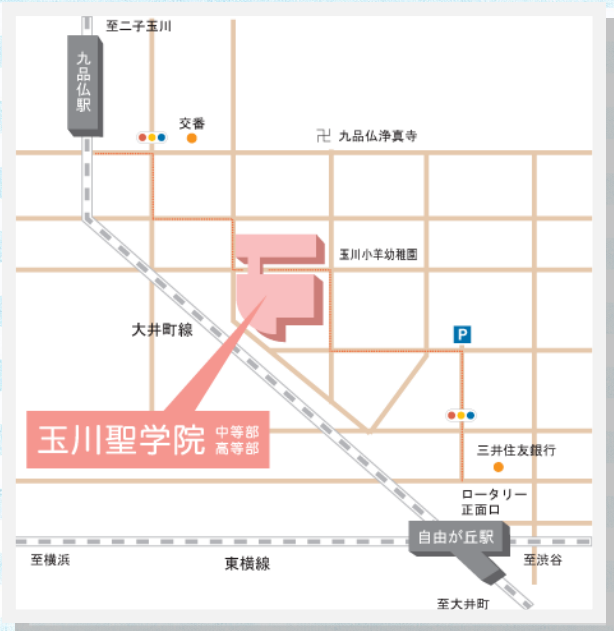 至二子玉川
九品仏駅
交番
卍 九品仏浄真寺
玉川小羊幼稚園
大井町線
P
玉川聖学院 中等部
高等部
三井住友銀行
ロータリー
正面口
自由が丘駅
至横浜
東横線
至渋谷
至大井町